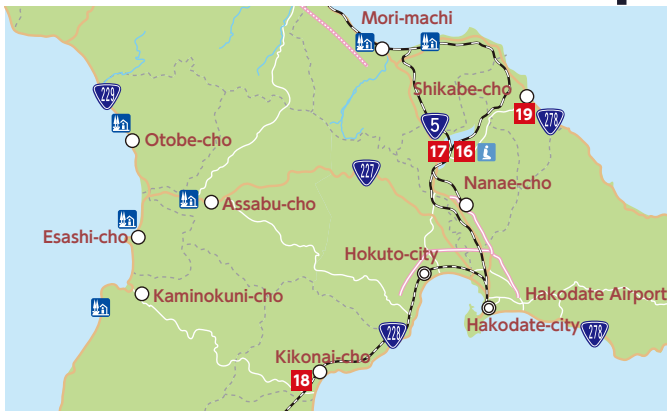 Mori-machi
Shikabe-cho
229
5
19
278
Otobe-cho
17
16
227
Nanae-cho
Assabu-cho
Esashi-cho
Hokuto-city
Kaminokuni-cho
Hakodate Airport
Hakodate-city
228
278
Kikonai-cho
18